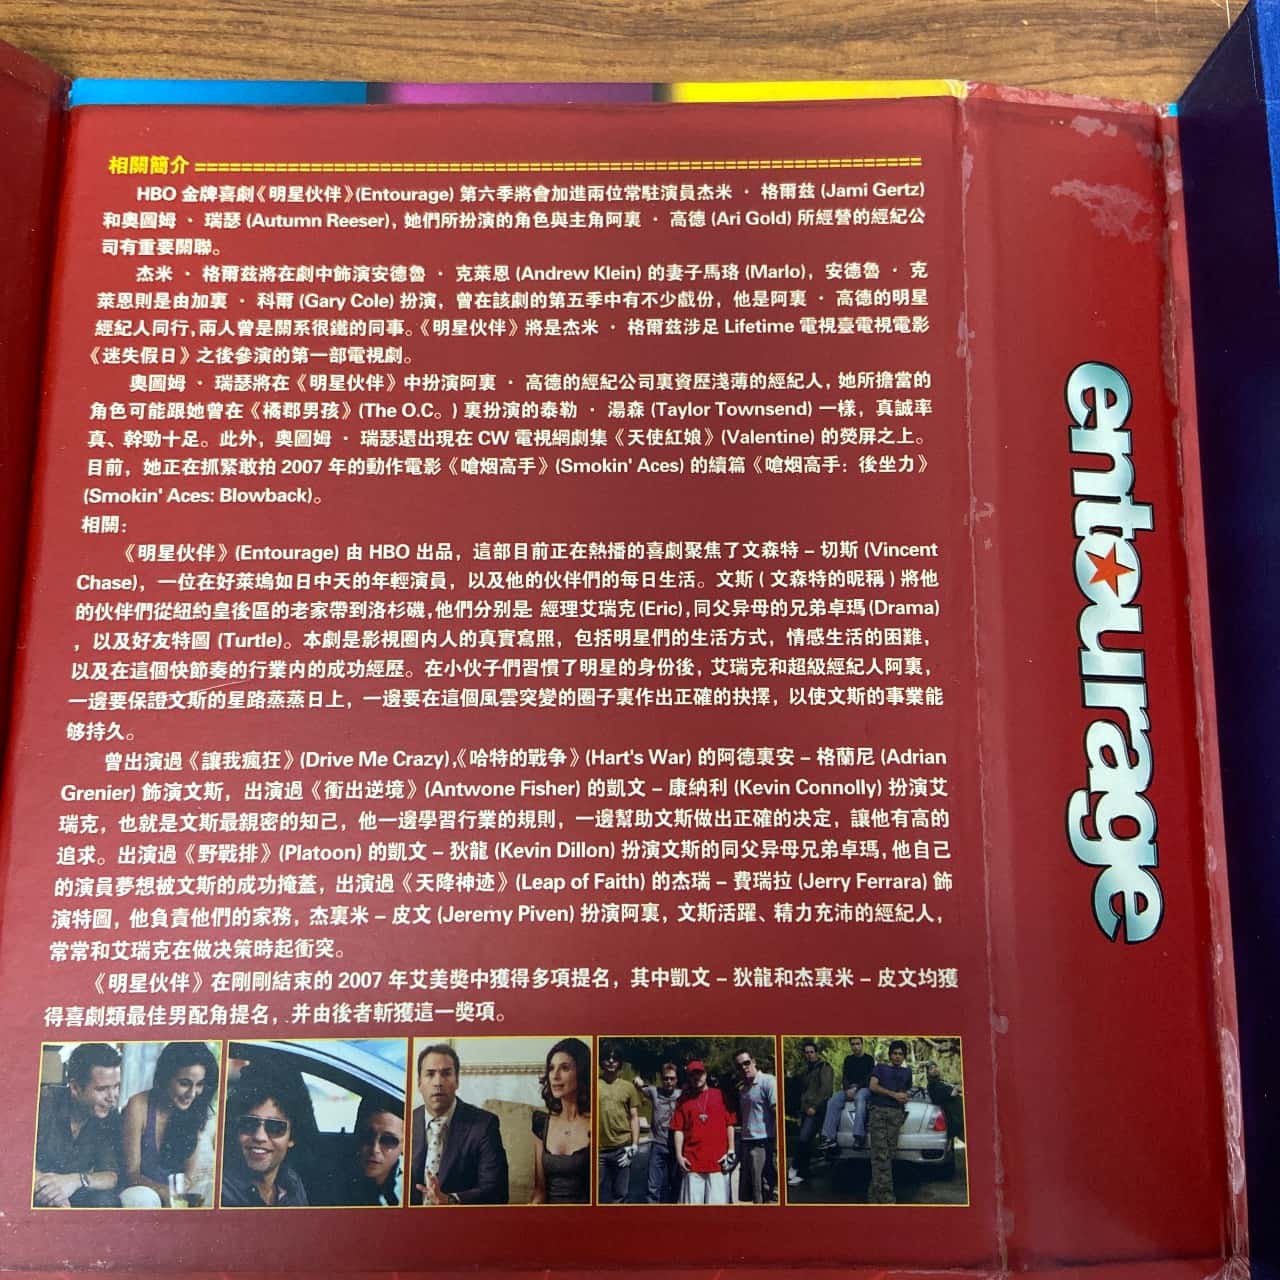 相關簡介 ==============================================================
HBO 金牌喜劇《明星伙伴》(Entourage) 第六季將會加進兩位常駐演員杰米 · 格爾茲 (Jami Gertz)
和奥圖姆 · 瑞瑟 (Autumn Reeser)，她們所扮演的角色與主角阿裏 · 高德 (Ari Gold) 所經營的經紀公
司有重要關聯。
杰米 · 格爾茲將在劇中飾演安德魯 · 克萊恩 (Andrew Klein) 的妻子馬珞 (Marlo)，安德魯 · 克
萊恩則是由加裏 · 科爾 (Gary Cole) 扮演，曾在該劇的第五季中有不少戲份，他是阿裏 · 高德的明星
經紀人同行,兩人曾是關系很鐵的同事。《明星伙伴》將是杰米 · 格爾茲涉足 Lifetime 電視臺電視電影
《迷失假日》之後參演的第一部電視劇。
奥圖姆 · 瑞瑟將在《明星伙伴》中扮演阿裏 · 高德的經紀公司裏資歷淺薄的經紀人，她所擔當的
角色可能跟她曾在《橘郡男孩》(The O.C。) 裏扮演的泰勒 · 湯森 (Taylor Townsend) 一樣，真誠率
真、幹勁十足。此外，奥圖姆 · 瑞瑟還出現在 CW 電視網劇集《天使紅娘》(Valentine) 的熒屏之上。
目前，她正在抓緊敢拍 2007 年的動作電影《嗆烟高手》(Smokin' Aces) 的續篇《嗆烟高手：後坐力》
(Smokin' Aces: Blowback)。
相關：
《明星伙伴》(Entourage) 由 HBO 出品，這部目前正在熱播的喜劇聚焦了文森特 – 切斯 (Vincent
Chase)，一位在好萊塢如日中天的年輕演員，以及他的伙伴們的每日生活。文斯 ( 文森特的昵稱 ) 將他
的伙伴們從紐約皇後區的老家帶到洛杉磯,他們分别是 經理艾瑞克 (Eric),同父异母的兄弟卓瑪 (Drama)
，以及好友特圖 (Turtle)。本劇是影視圈内人的真實寫照，包括明星們的生活方式，情感生活的困難，
以及在這個快節奏的行業内的成功經歷。在小伙子們習慣了明星的身份後，艾瑞克和超級經紀人阿裏，
一邊要保證文斯的星路蒸蒸日上，一邊要在這個風雲突變的圈子裏作出正確的抉擇，以使文斯的事業能
够持久。
曾出演過《讓我瘋狂》(Drive Me Crazy),《哈特的戰争》(Hart's War) 的阿德裏安 – 格蘭尼 (Adrian
Grenier) 飾演文斯，出演過《衝出逆境》(Antwone Fisher) 的凱文 – 康納利 (Kevin Connolly) 扮演艾
瑞克，也就是文斯最親密的知己，他一邊學習行業的規則，一邊幫助文斯做出正確的决定，讓他有高的
追求。出演過《野戰排》(Platoon) 的凱文 – 狄龍 (Kevin Dillon) 扮演文斯的同父异母兄弟卓瑪，他自己
的演員夢想被文斯的成功掩蓋，出演過《天降神迹》(Leap of Faith) 的杰瑞 – 費瑞拉 (Jerry Ferrara) 飾
演特圖，他負責他們的家務，杰裏米 – 皮文 (Jeremy Piven) 扮演阿裏，文斯活躍、精力充沛的經紀人，
常常和艾瑞克在做决策時起衝突。
《明星伙伴》在剛剛結束的 2007 年艾美獎中獲得多項提名，其中凱文 – 狄龍和杰裏米 – 皮文均獲
得喜劇類最佳男配角提名，并由後者斬獲這一獎項。
entourage